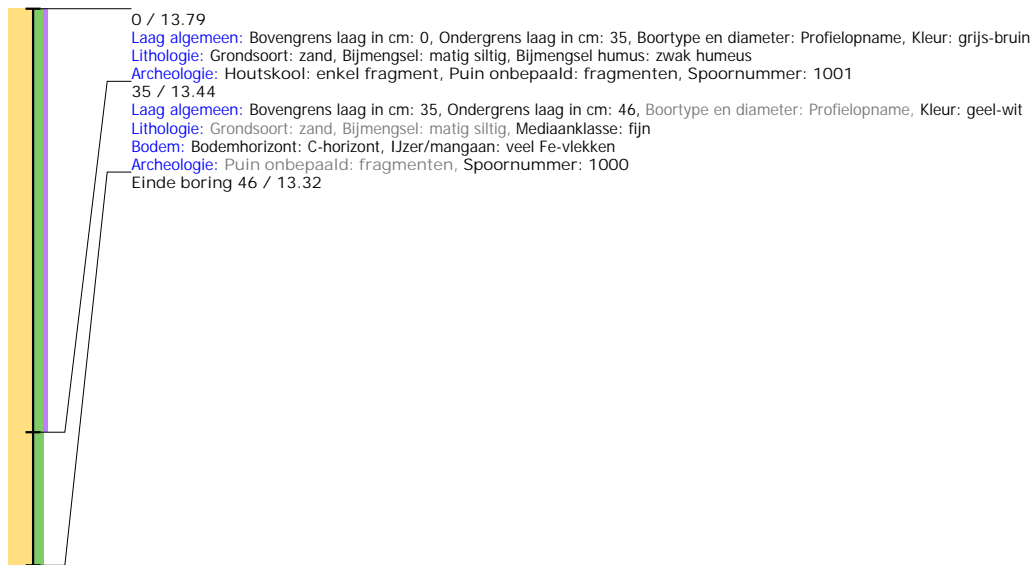 0 / 13.79
Laag algemeen: Bovengrens laag in cm: 0, Ondergrens laag in cm: 35, Boortype en diameter: Profielopname, Kleur: grijs-bruin
Lithologie: Grondsoort: zand, Bijmengsel: matig siltig, Bijmengsel humus: zwak humeus
Archeologie: Houtskool: enkel fragment, Puin onbepaald: fragmenten, Spoornummer: 1001
35 / 13.44
Laag algemeen: Bovengrens laag in cm: 35, Ondergrens laag in cm: 46, Boortype en diameter: Profielopname, Kleur: geel-wit
Lithologie: Grondsoort: zand, Bijmengsel: matig siltig, Mediaanklasse: fijn
Bodem: Bodemhorizont: C-horizont, IJzer/mangaan: veel Fe-vlekken
Archeologie: Puin onbepaald: fragmenten, Spoornummer: 1000
Einde boring 46 / 13.32